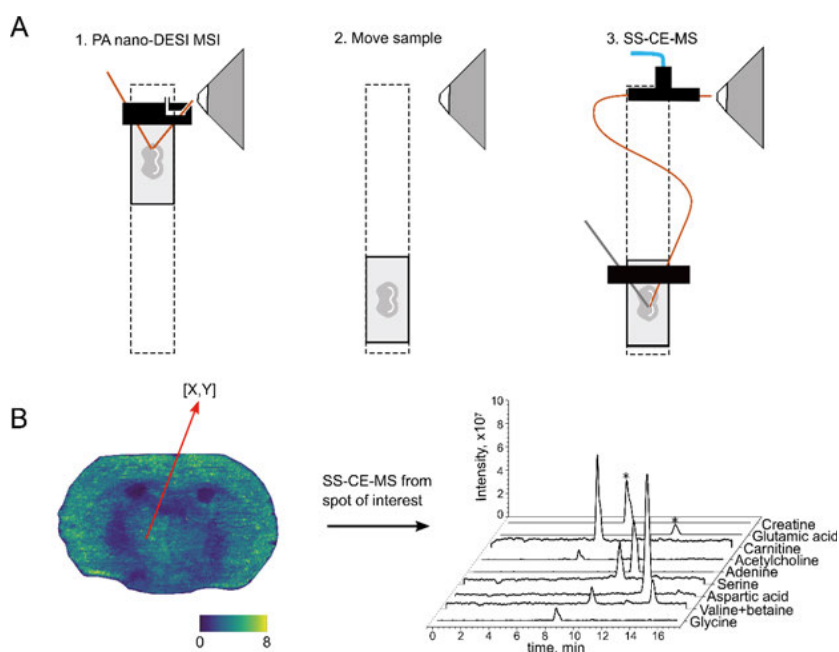 A
1. PA nano-DESI MSI
2. Move sample
3. SS-CE-MS
B
[X,Y]
0
8
SS-CE-MS from
spot of interest
Intensity, x10⁷
10
8
6
4
2
0
*
*
Creatine
Glutamic acid
Carnitine
Acetylcholine
Adenine
Serine
Aspartic acid
Valine+betaine
Glycine
0 2 4 6 8 10 12 14 16
time, min